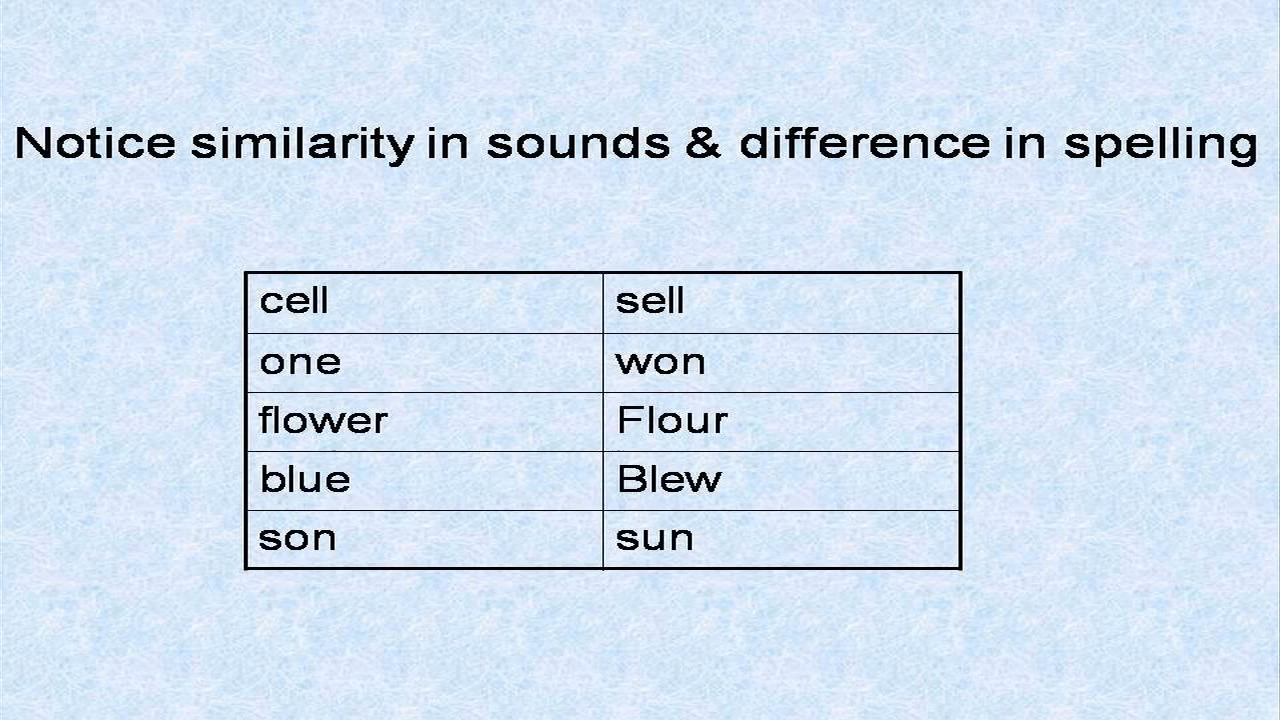 Notice similarity in sounds & difference in spelling
cell sell
one won
flower Flour
blue Blew
son sun